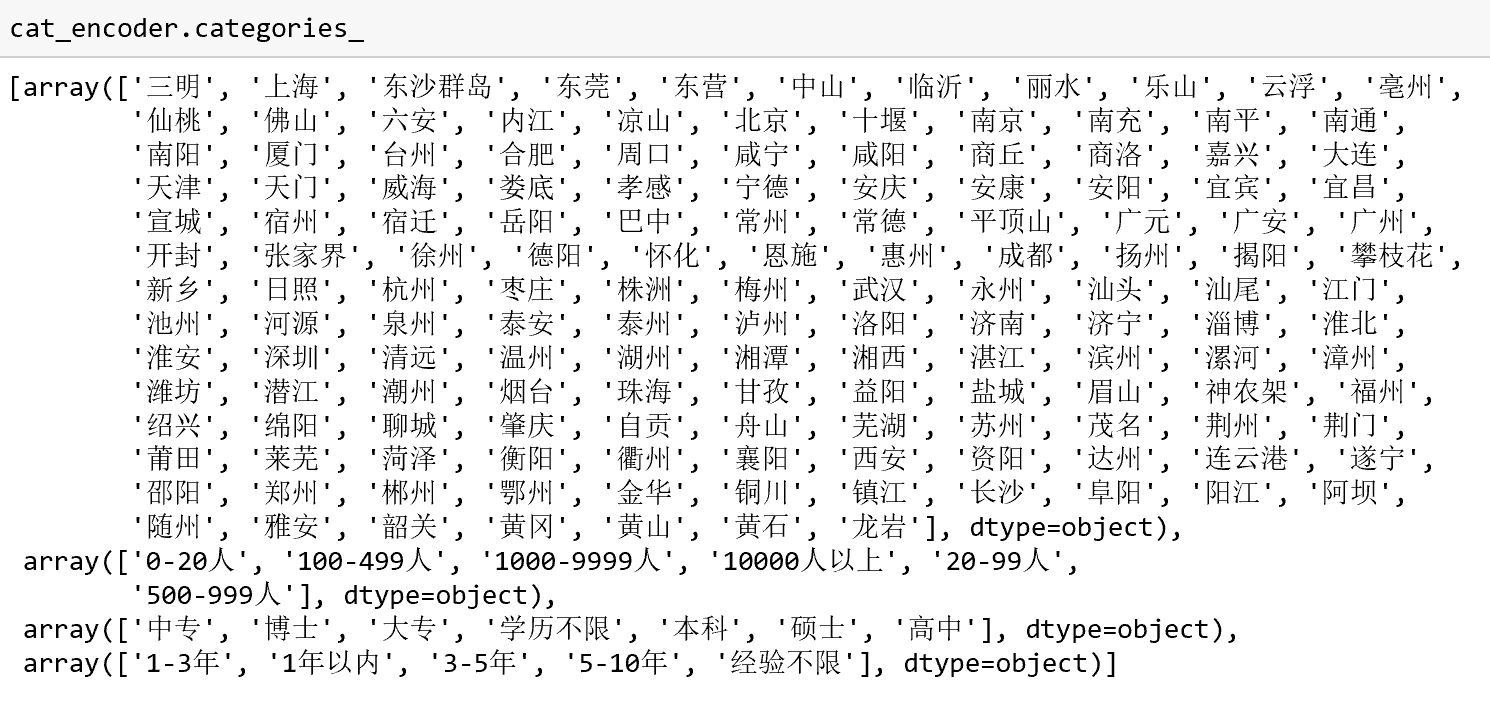 cat_encoder.categories_
[array(['三明', '上海', '东沙群岛', '东莞', '东营', '中山', '临沂', '丽水', '乐山', '云浮', '亳州',
'仙桃', '佛山', '六安', '内江', '凉山', '北京', '十堰', '南京', '南充', '南平', '南通',
'南阳', '厦门', '台州', '合肥', '周口', '咸宁', '咸阳', '商丘', '商洛', '嘉兴', '大连',
'天津', '天门', '威海', '娄底', '孝感', '宁德', '安庆', '安康', '安阳', '宜宾', '宜昌',
'宣城', '宿州', '宿迁', '岳阳', '巴中', '常州', '常德', '平顶山', '广元', '广安', '广州',
'开封', '张家界', '徐州', '德阳', '怀化', '恩施', '惠州', '成都', '扬州', '揭阳', '攀枝花',
'新乡', '日照', '杭州', '枣庄', '株洲', '梅州', '武汉', '永州', '汕头', '汕尾', '江门',
'池州', '河源', '泉州', '泰安', '泰州', '泸州', '洛阳', '济南', '济宁', '淄博', '淮北',
'淮安', '深圳', '清远', '温州', '湖州', '湘潭', '湘西', '湛江', '滨州', '漯河', '漳州',
'潍坊', '潜江', '潮州', '烟台', '珠海', '甘孜', '益阳', '盐城', '眉山', '神农架', '福州',
'绍兴', '绵阳', '聊城', '肇庆', '自贡', '舟山', '芜湖', '苏州', '茂名', '荆州', '荆门',
'莆田', '莱芜', '菏泽', '衡阳', '衢州', '襄阳', '西安', '资阳', '达州', '连云港', '遂宁',
'邵阳', '郑州', '郴州', '鄂州', '金华', '铜川', '镇江', '长沙', '阜阳', '阳江', '阿坝',
'随州', '雅安', '韶关', '黄冈', '黄山', '黄石', '龙岩'], dtype=object),
array(['0-20人', '100-499人', '1000-9999人', '10000人以上', '20-99人',
'500-999人'], dtype=object),
array(['中专', '博士', '大专', '学历不限', '本科', '硕士', '高中'], dtype=object),
array(['1-3年', '1年以内', '3-5年', '5-10年', '经验不限'], dtype=object)]